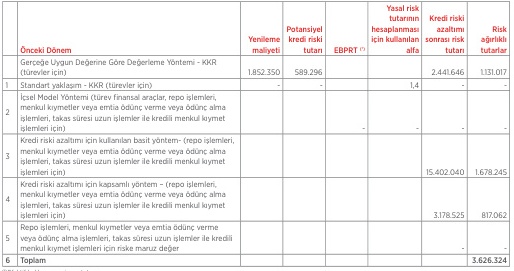 Önceki Dönem
Yenileme maliyeti
Potansiyel kredi riski tutarı
EBPRT (*)
Yasal risk tutarının hesaplanması için kullanılan alfa
Kredi riski azaltımı sonrası risk tutarı
Risk ağırlıklı tutarlar
Gerçeğe Uygun Değerine Göre Değerleme Yöntemi - KKR
(türevler için) 1.852.350 589.296 2.441.646 1.131.017
1 Standart yaklaşım - KKR (türevler için) - - 1,4 - -
2 İçsel Model Yöntemi (türev finansal araçlar, repo işlemleri,
menkul kıymetler veya emtia ödünç verme veya ödünç alma
işlemleri, takas süresi uzun işlemler ile kredili menkul kıymet
işlemleri için) - - - -
3 Kredi riski azaltımı için kullanılan basit yöntem- (repo işlemleri,
menkul kıymetler veya emtia ödünç verme veya ödünç alma
işlemleri, takas süresi uzun işlemler ile kredili menkul kıymet
işlemleri için) 15.402.040 1.678.245
4 Kredi riski azaltımı için kapsamlı yöntem – (repo işlemleri,
menkul kıymetler veya emtia ödünç verme veya ödünç alma
işlemleri, takas süresi uzun işlemler ile kredili menkul kıymet
işlemleri için) 3.178.525 817.062
5 Repo işlemleri, menkul kıymetler veya emtia ödünç verme
veya ödünç alma işlemleri, takas süresi uzun işlemler ile kredili
menkul kıymet işlemleri için riske maruz değer - -
6 Toplam 3.626.324